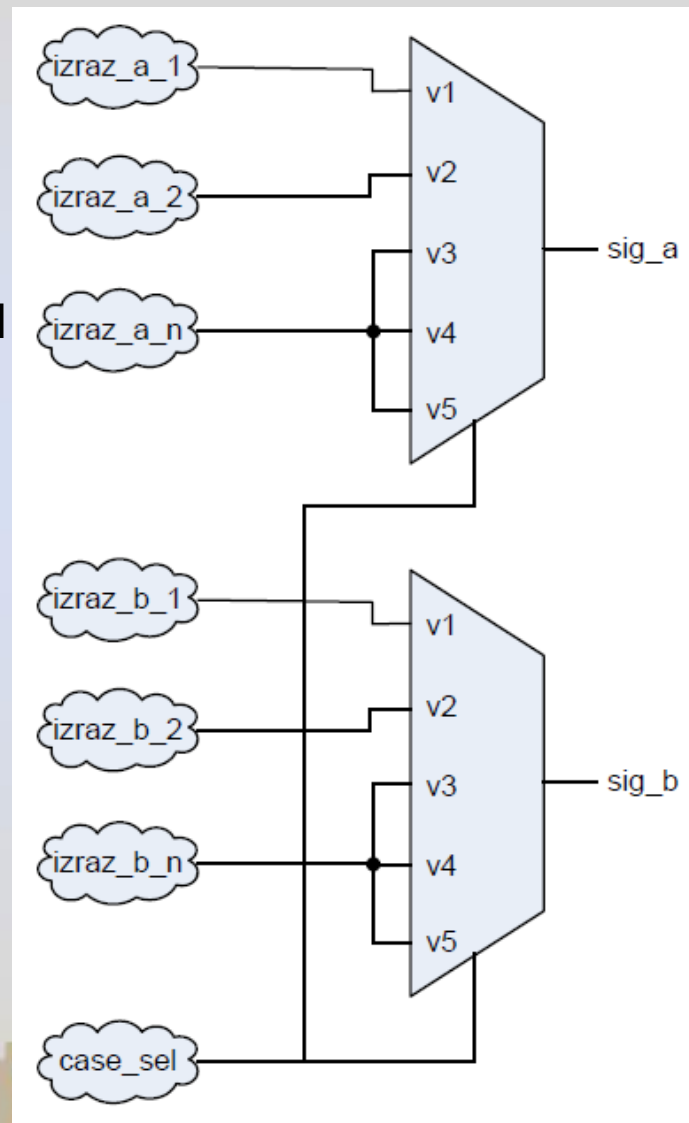 izraz_a_1
v1
izraz_a_2
v2
v3
sig_a
izraz_a_n
v4
v5
izraz_b_1
v1
izraz_b_2
v2
v3
sig_b
izraz_b_n
v4
v5
case_sel